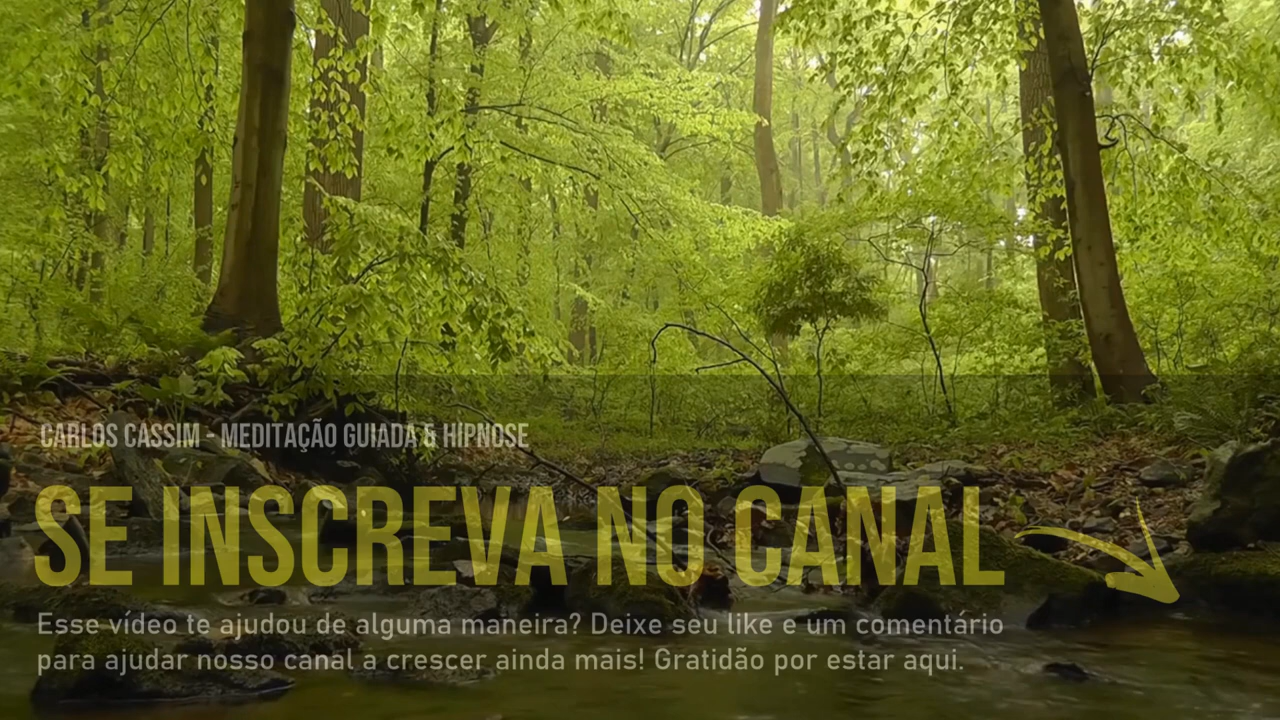 CARLOS CASSIM - MEDITAÇÃO GUIADA & HIPNOSE
SE INSCREVA NO CANAL
Esse vídeo te ajudou de alguma maneira? Deixe seu like e um comentário
para ajudar nosso canal a crescer ainda mais! Gratidão por estar aqui.